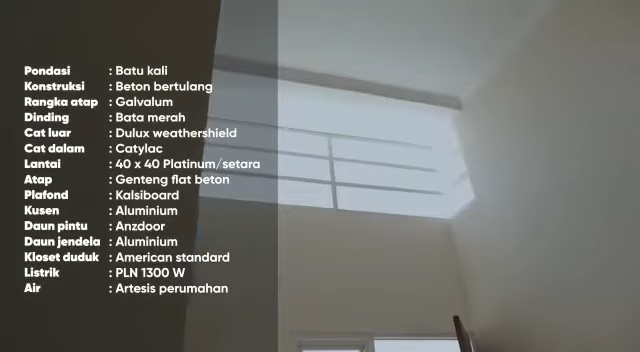 Pondasi : Batu kali
Konstruksi : Beton bertulang
Rangka atap : Galvalum
Dinding : Bata merah
Cat luar : Dulux weathershield
Cat dalam : Catylac
Lantai : 40 x 40 Platinum/setara
Atap : Genteng flat beton
Plafond : Kalsiboard
Kusen : Aluminium
Daun pintu : Anzdoor
Daun jendela : Aluminium
Kloset duduk : American standard
Listrik : PLN 1300 W
Air : Artesis perumahan